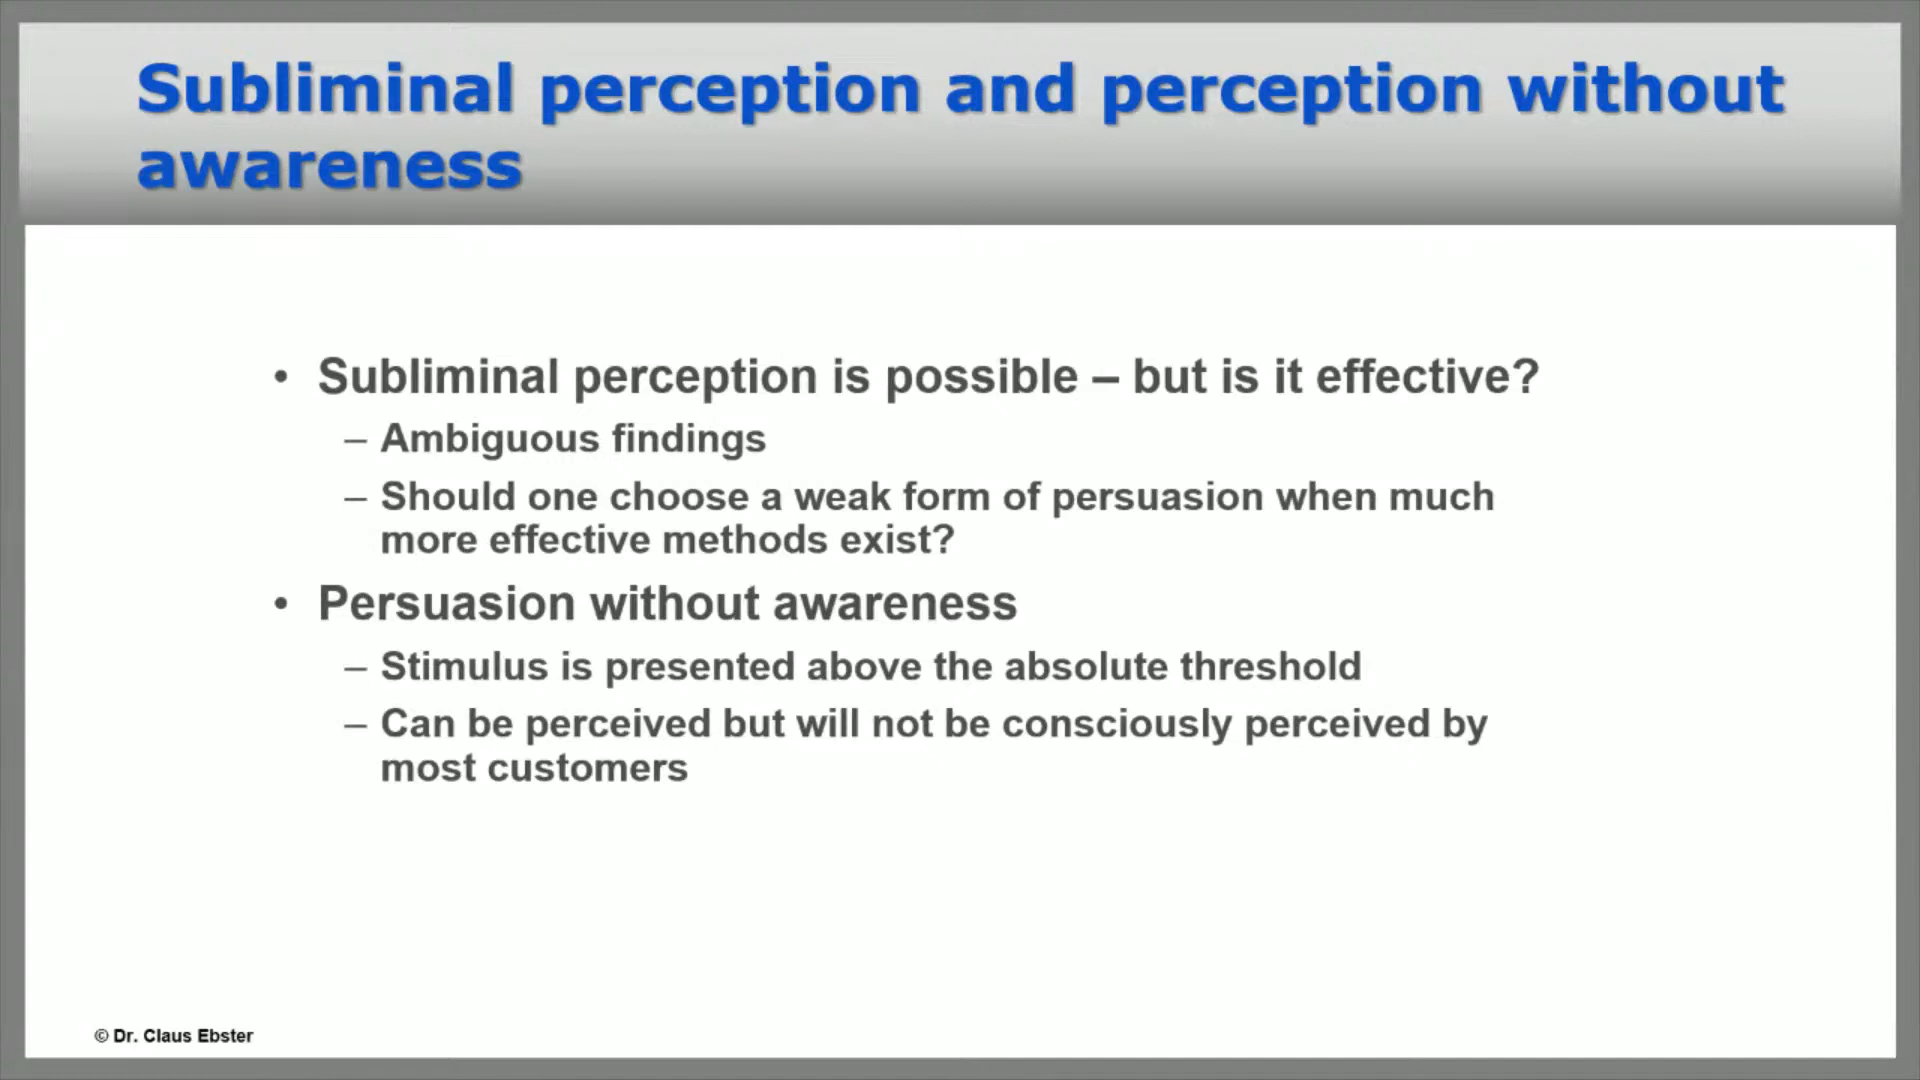 Subliminal perception and perception without
awareness
• Subliminal perception is possible – but is it effective?
– Ambiguous findings
– Should one choose a weak form of persuasion when much
more effective methods exist?
• Persuasion without awareness
– Stimulus is presented above the absolute threshold
– Can be perceived but will not be consciously perceived by
most customers
© Dr. Claus Ebster